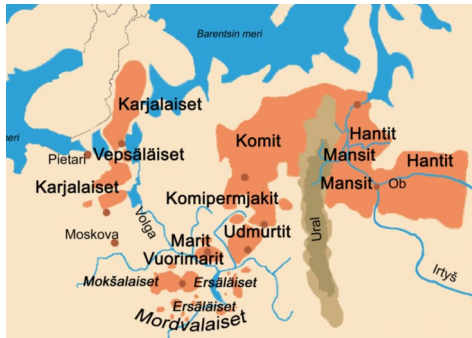 Barentsin meri
Karjalaiset
meri
Komit
Hantit
Vepsäläiset
Pietari
Mansit
Hantit
Karjalaiset
Mansit
Ob
Komipermjakit
Volga
Moskova
Marit
Udmurtit
Ural
Vuorimarit
Irtyš
Mokšalaiset
Ersäläiset
Ersäläiset
Mordvalaiset